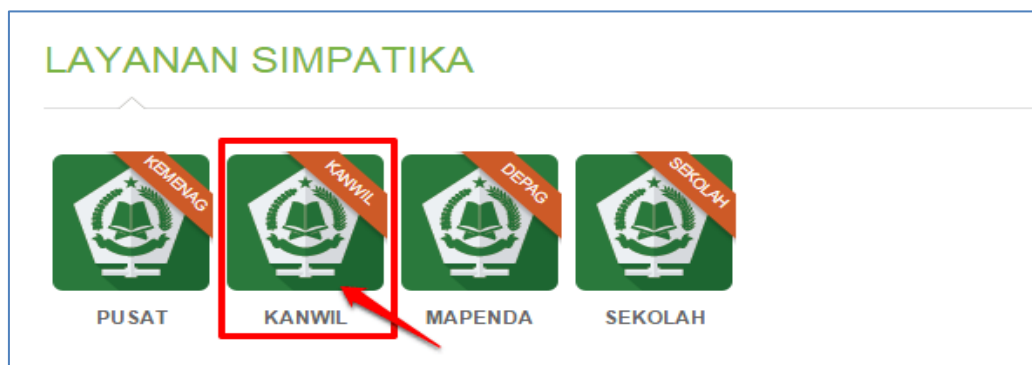 LAYANAN SIMPATIKA
KEMENAG
KANWIL
DEPAG
SEKOLAH
PUSAT
KANWIL
MAPENDA
SEKOLAH